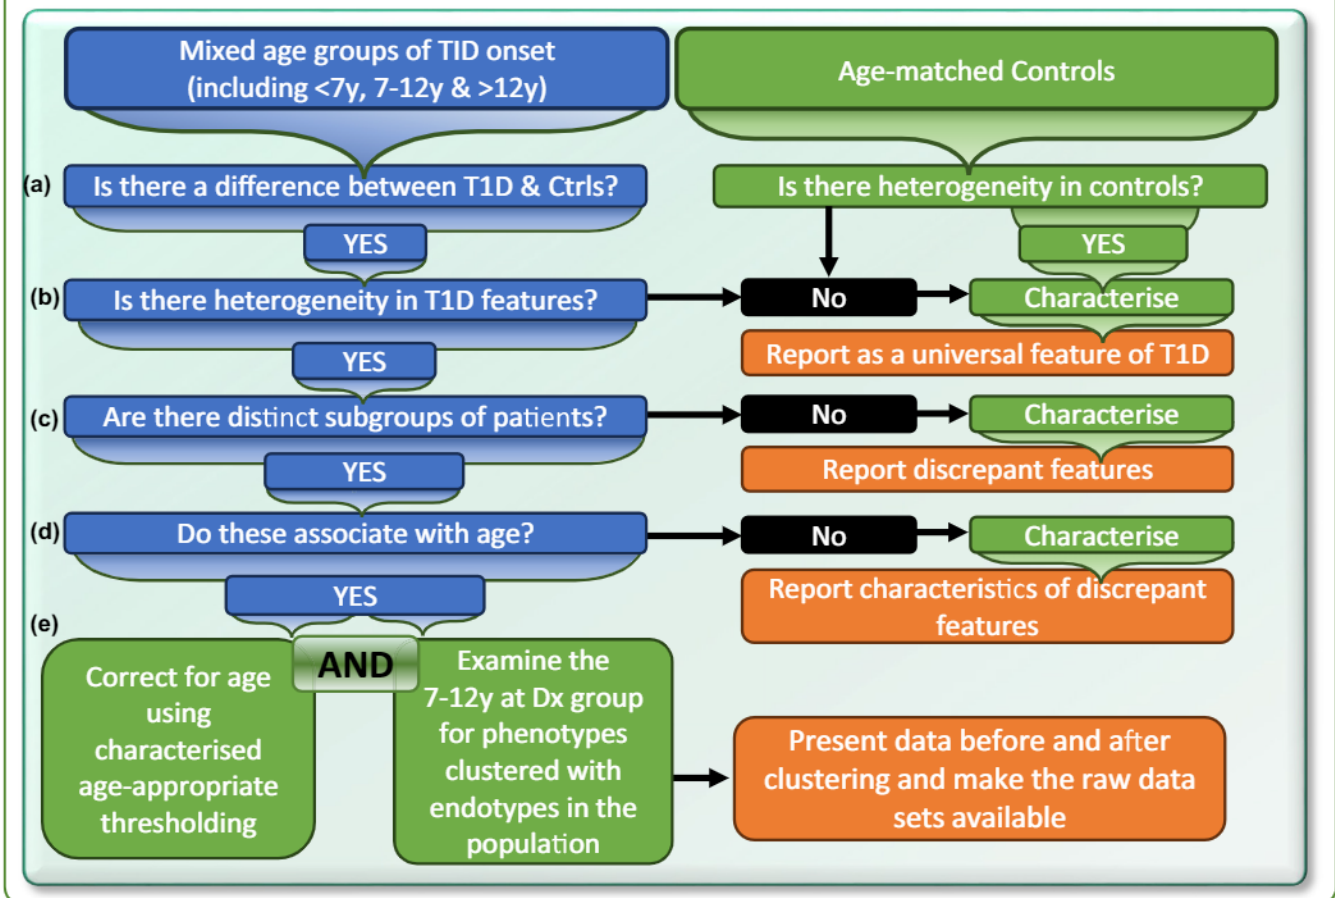 Mixed age groups of TID onset
(including <7y, 7-12y & >12y)
Age-matched Controls
(a)
Is there a difference between T1D & Ctrls?
Is there heterogeneity in controls?
YES
YES
(b)
Is there heterogeneity in T1D features?
No
Characterise
Report as a universal feature of T1D
YES
(c)
Are there distinct subgroups of patients?
No
Characterise
Report discrepant features
YES
(d)
Do these associate with age?
No
Characterise
Report characteristics of discrepant
features
YES
(e)
AND
Correct for age
using
characterised
age-appropriate
thresholding
Examine the
7-12y at Dx group
for phenotypes
clustered with
endotypes in the
population
Present data before and after
clustering and make the raw data
sets available